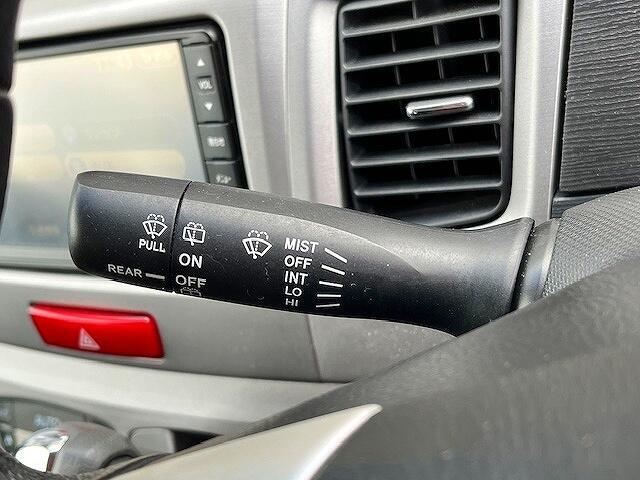 VOL
PULL
REAR
ON
OFF
MIST
OFF
INT
LO
HI